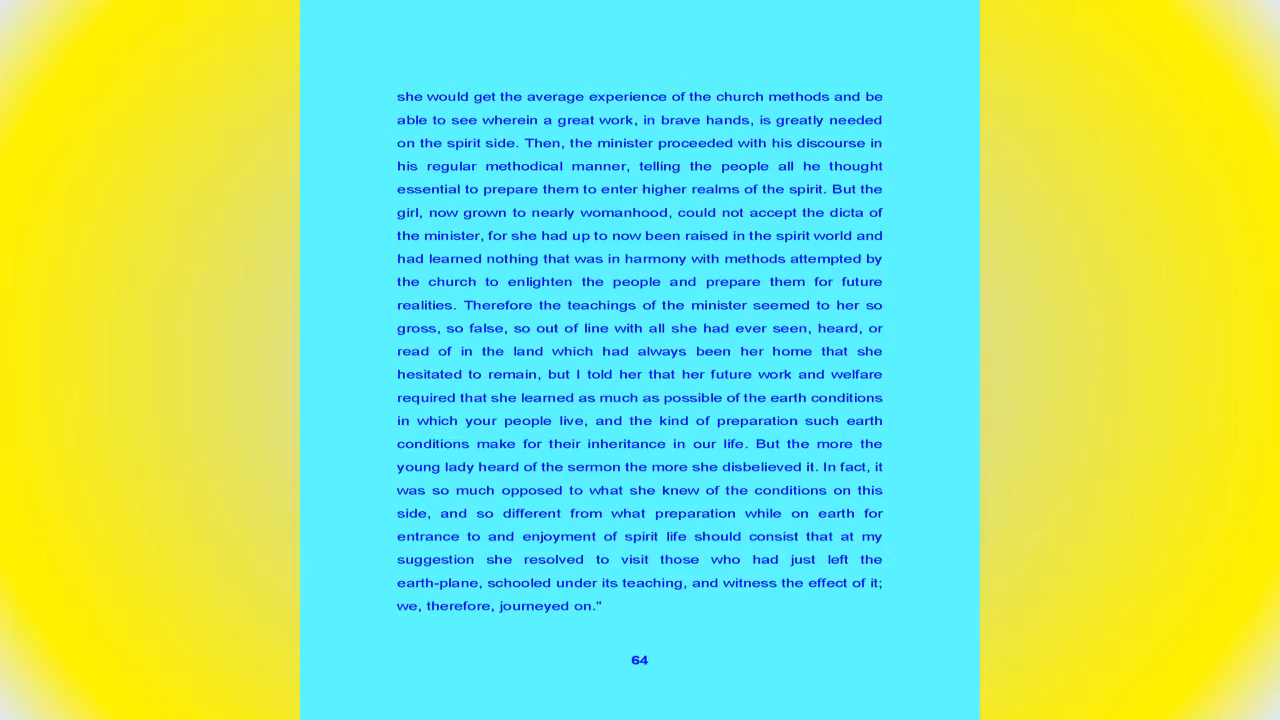 she would get the average experience of the church methods and be
able to see wherein a great work, in brave hands, is greatly needed
on the spirit side. Then, the minister proceeded with his discourse in
his regular methodical manner, telling the people all he thought
essential to prepare them to enter higher realms of the spirit. But the
girl, now grown to nearly womanhood, could not accept the dicta of
the minister, for she had up to now been raised in the spirit world and
had learned nothing that was in harmony with methods attempted by
the church to enlighten the people and prepare them for future
realities. Therefore the teachings of the minister seemed to her so
gross, so false, so out of line with all she had ever seen, heard, or
read of in the land which had always been her home that she
hesitated to remain, but I told her that her future work and welfare
required that she learned as much as possible of the earth conditions
in which your people live, and the kind of preparation such earth
conditions make for their inheritance in our life. But the more the
young lady heard of the sermon the more she disbelieved it. In fact, it
was so much opposed to what she knew of the conditions on this
side, and so different from what preparation while on earth for
entrance to and enjoyment of spirit life should consist that at my
suggestion she resolved to visit those who had just left the
earth-plane, schooled under its teaching, and witness the effect of it;
we, therefore, journeyed on."
64